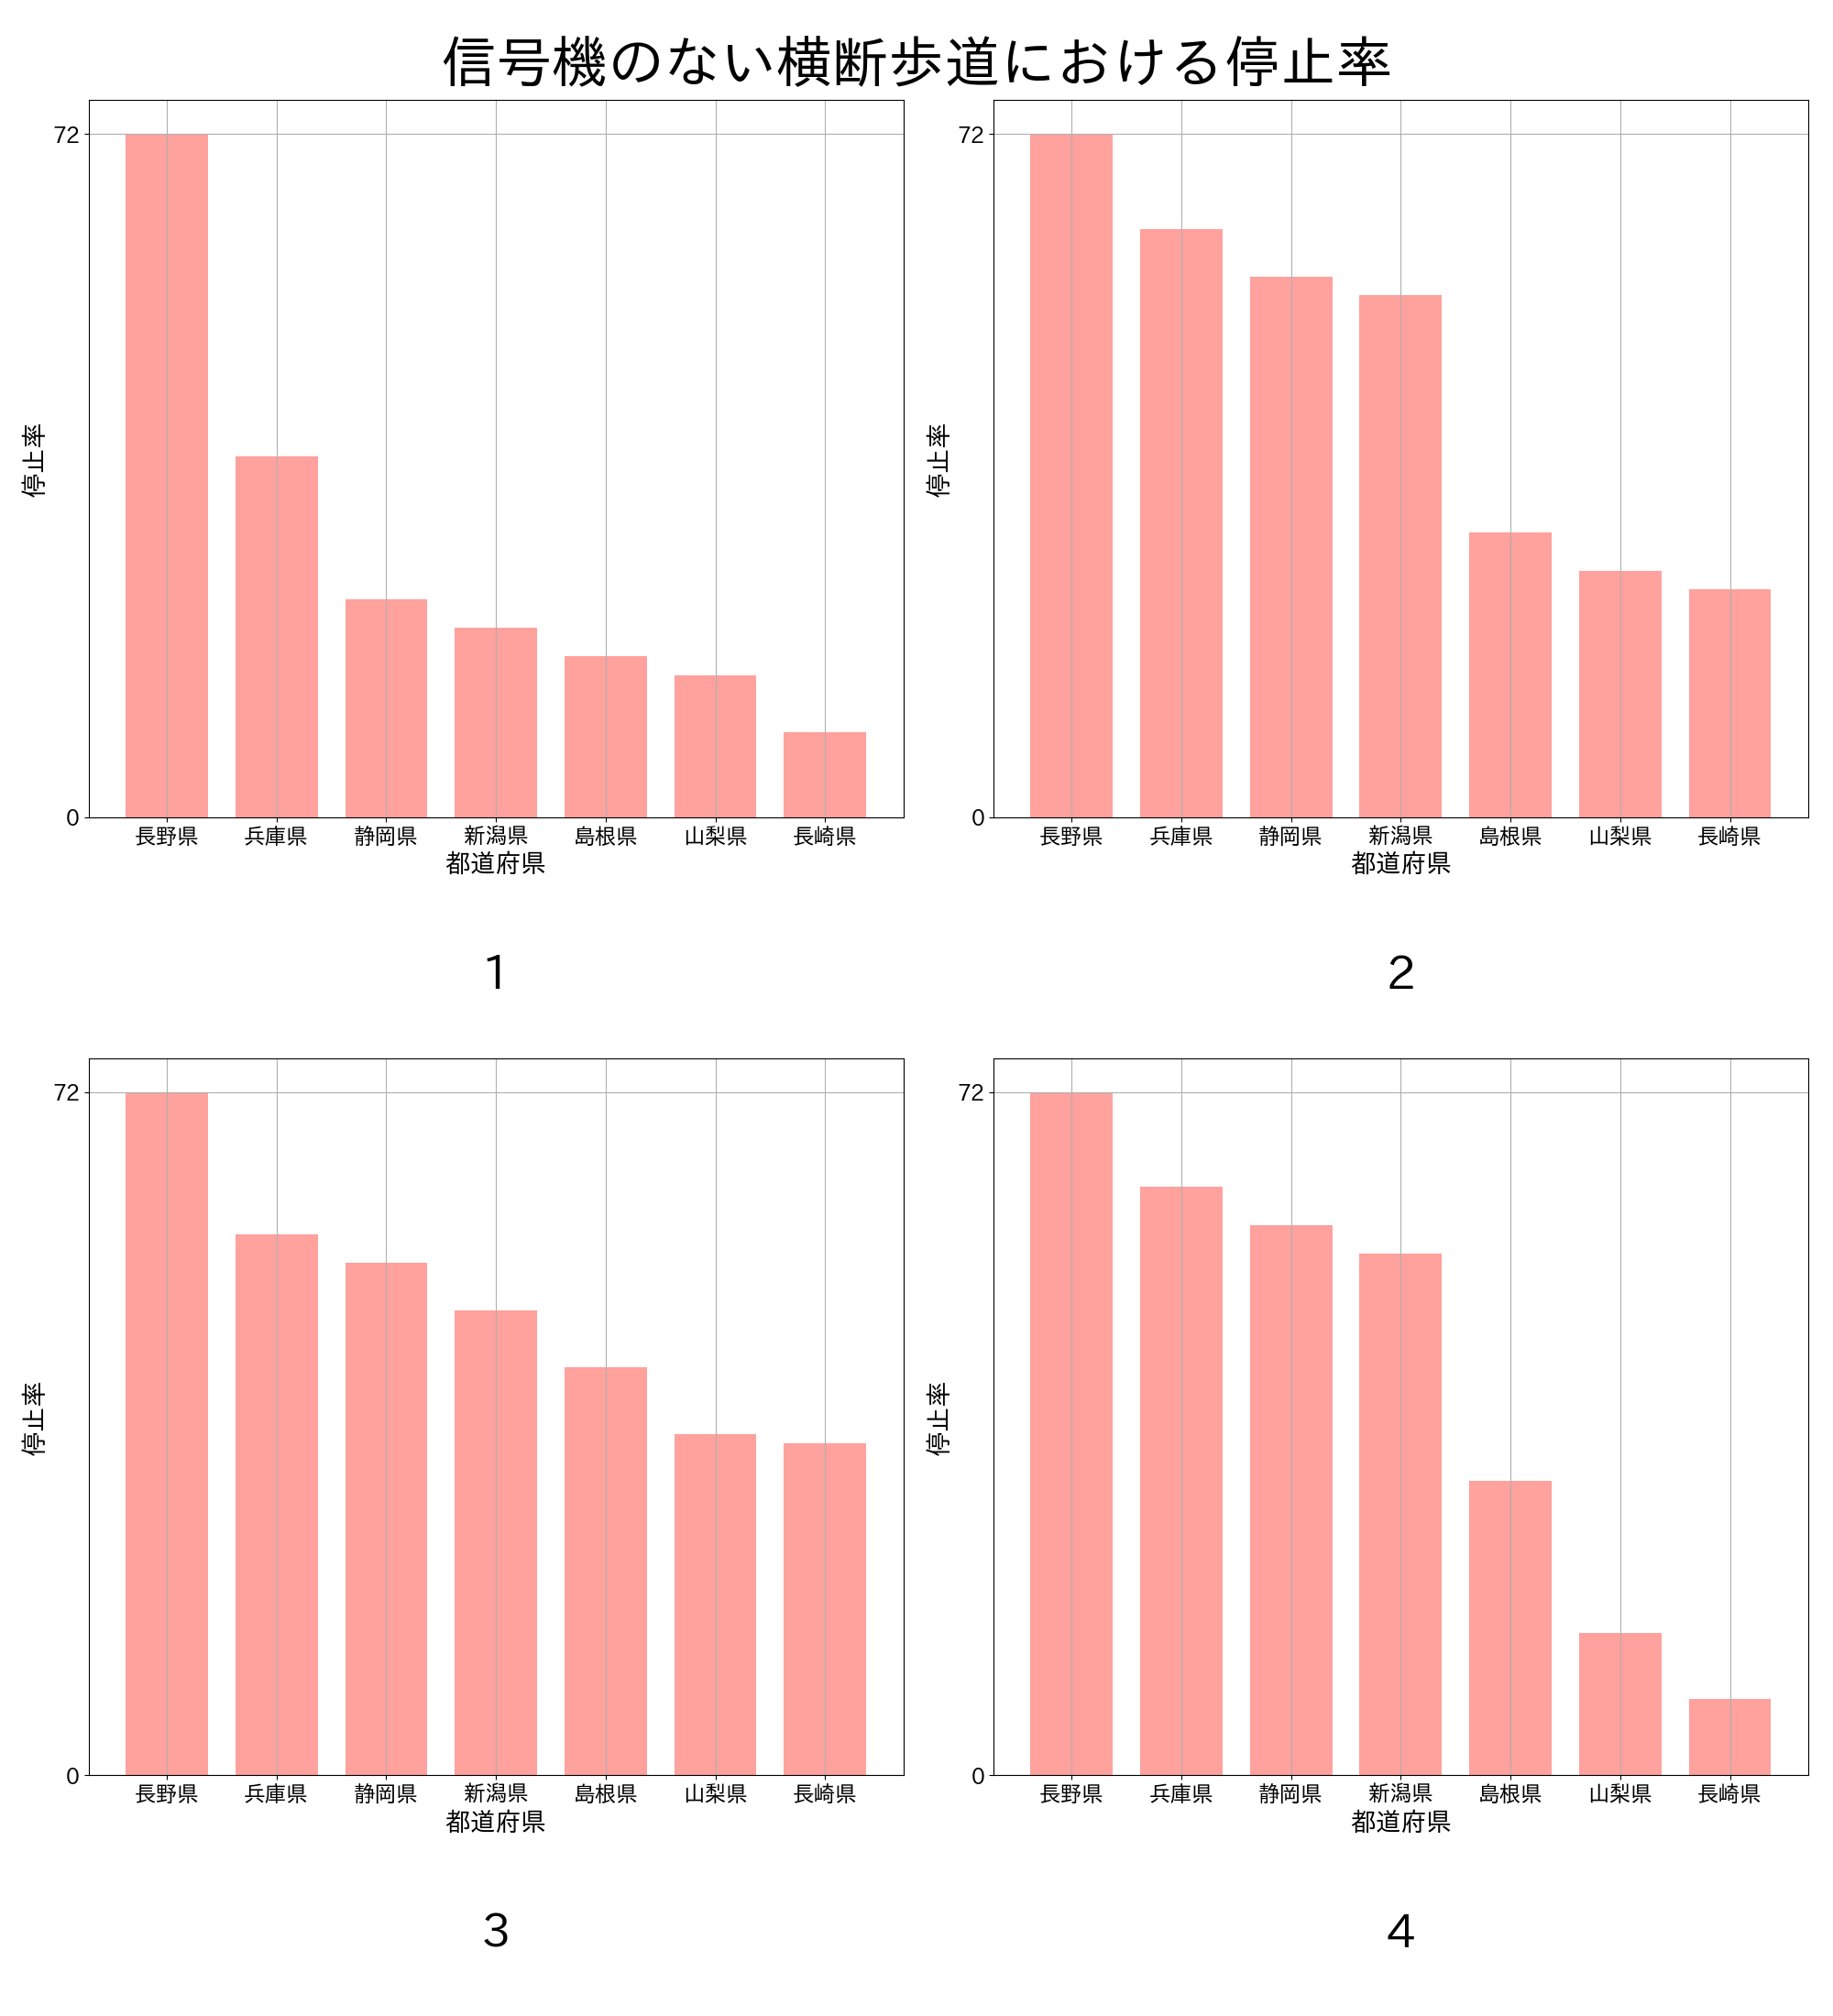 信号機のない横断歩道における停止率
72
停止率
0
長野県 兵庫県 静岡県 新潟県 島根県 山梨県 長崎県
都道府県
1
72
停止率
0
長野県 兵庫県 静岡県 新潟県 島根県 山梨県 長崎県
都道府県
2
72
停止率
0
長野県 兵庫県 静岡県 新潟県 島根県 山梨県 長崎県
都道府県
3
72
停止率
0
長野県 兵庫県 静岡県 新潟県 島根県 山梨県 長崎県
都道府県
4